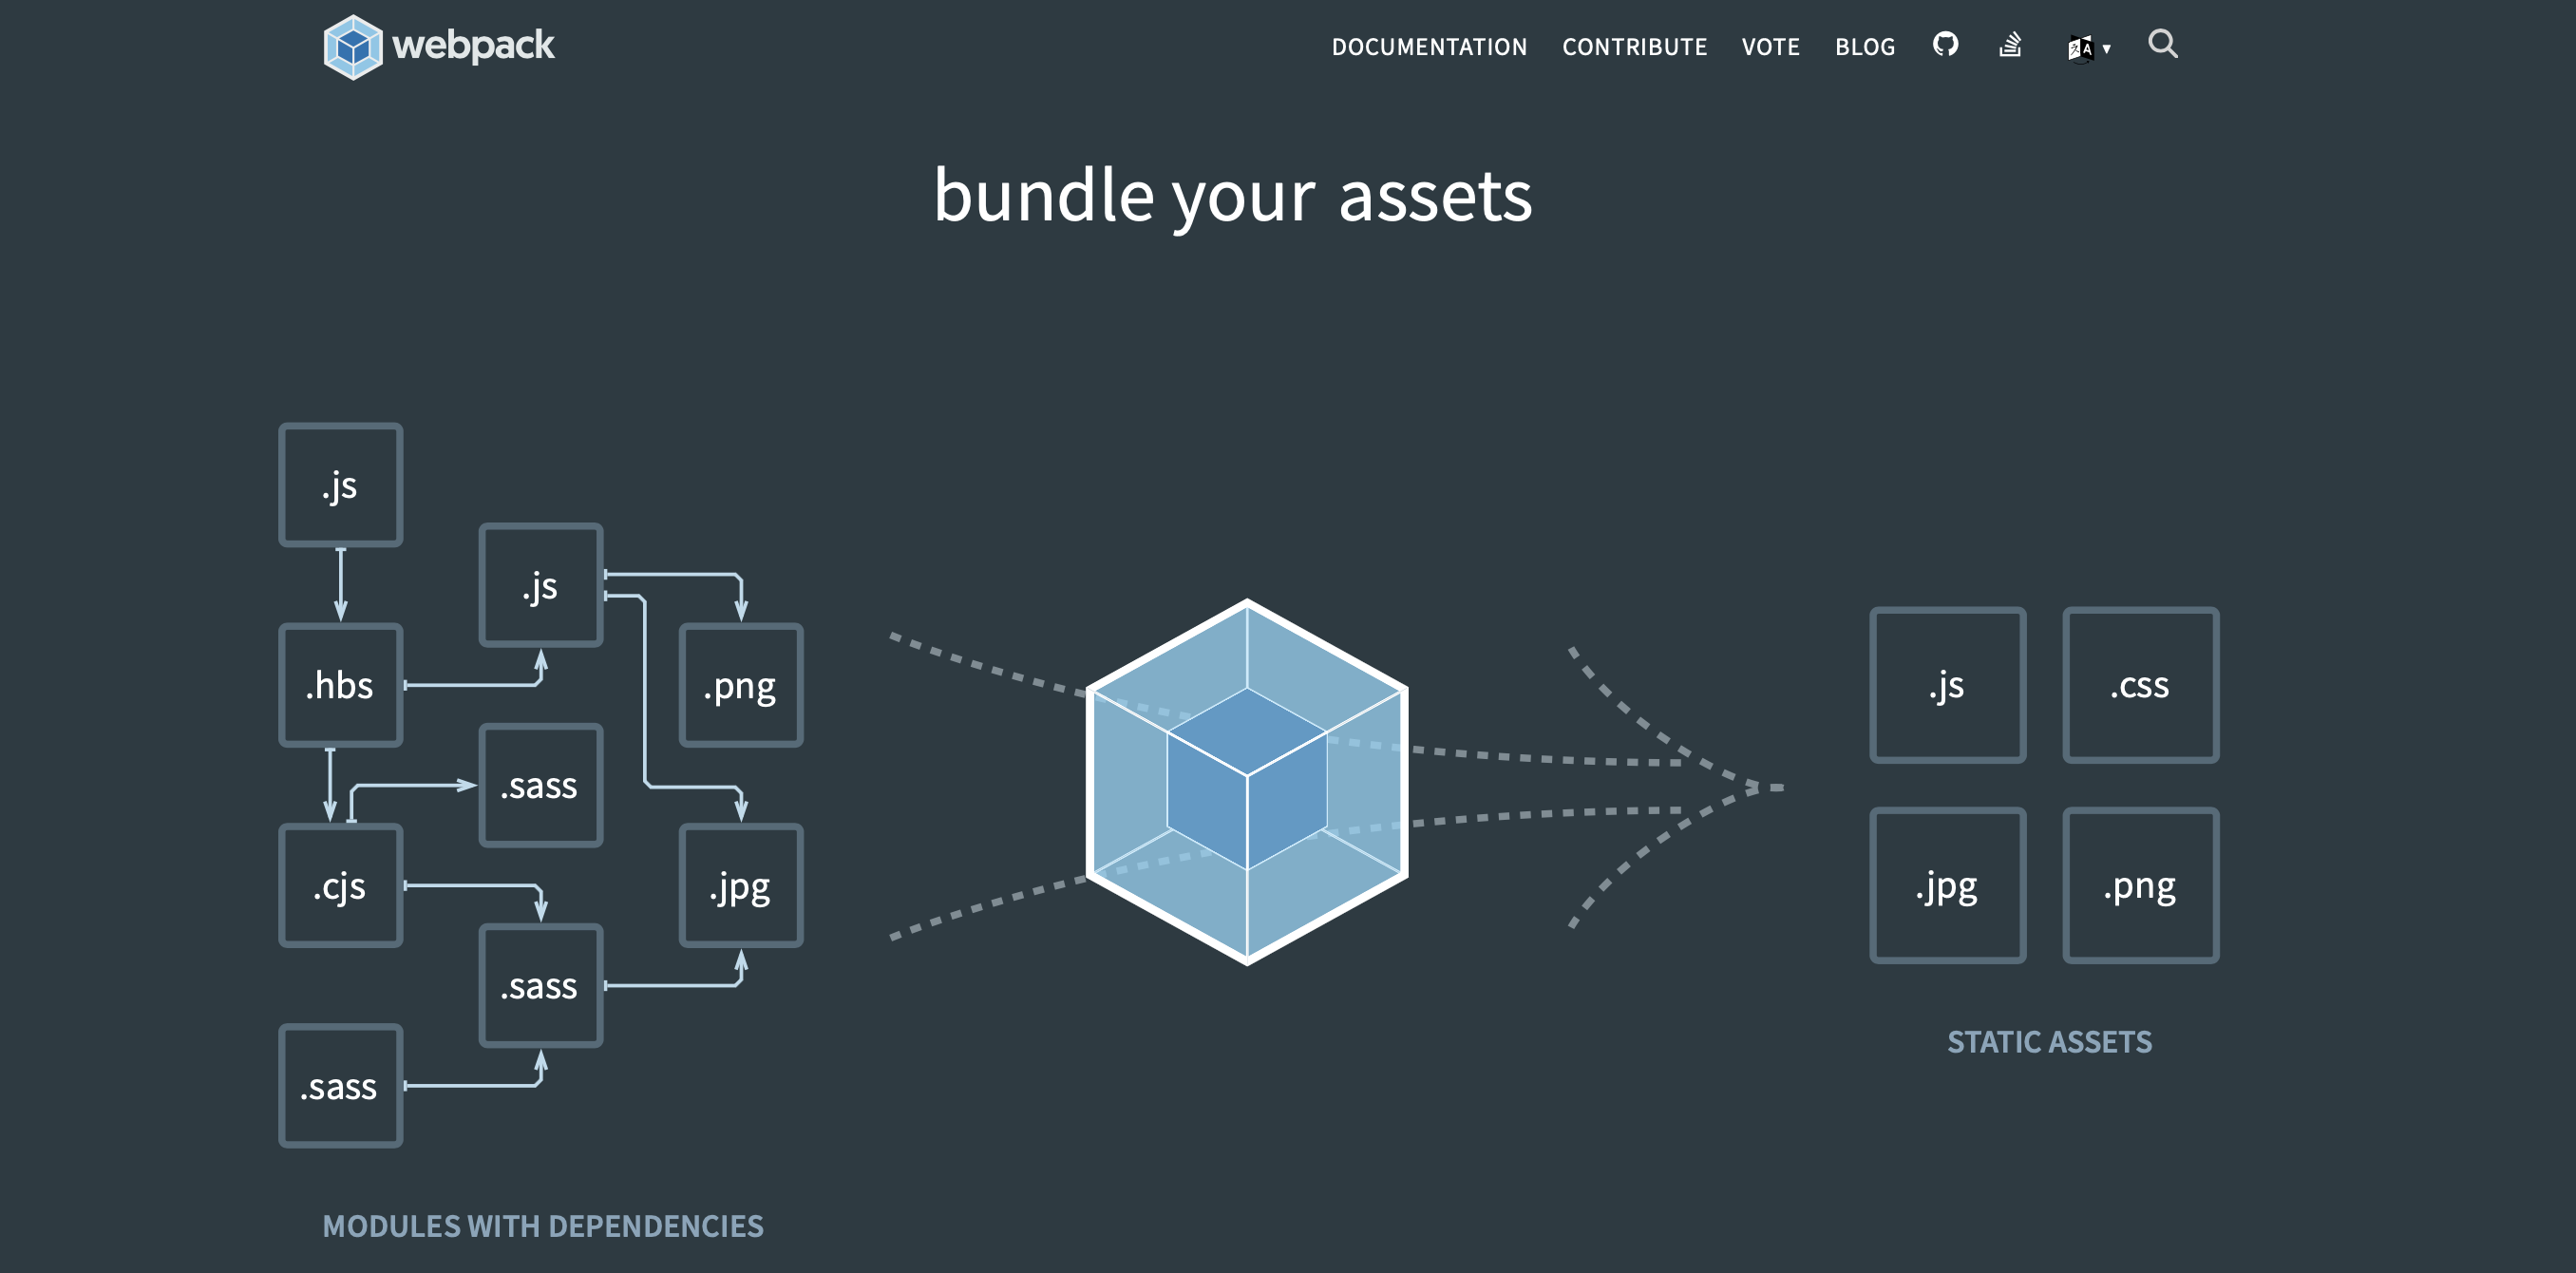 webpack
DOCUMENTATION CONTRIBUTE VOTE BLOG
bundle your assets
.js
.js
.hbs
.png
.sass
.cjs
.jpg
.sass
.sass
MODULES WITH DEPENDENCIES
.js .css
.jpg .png
STATIC ASSETS